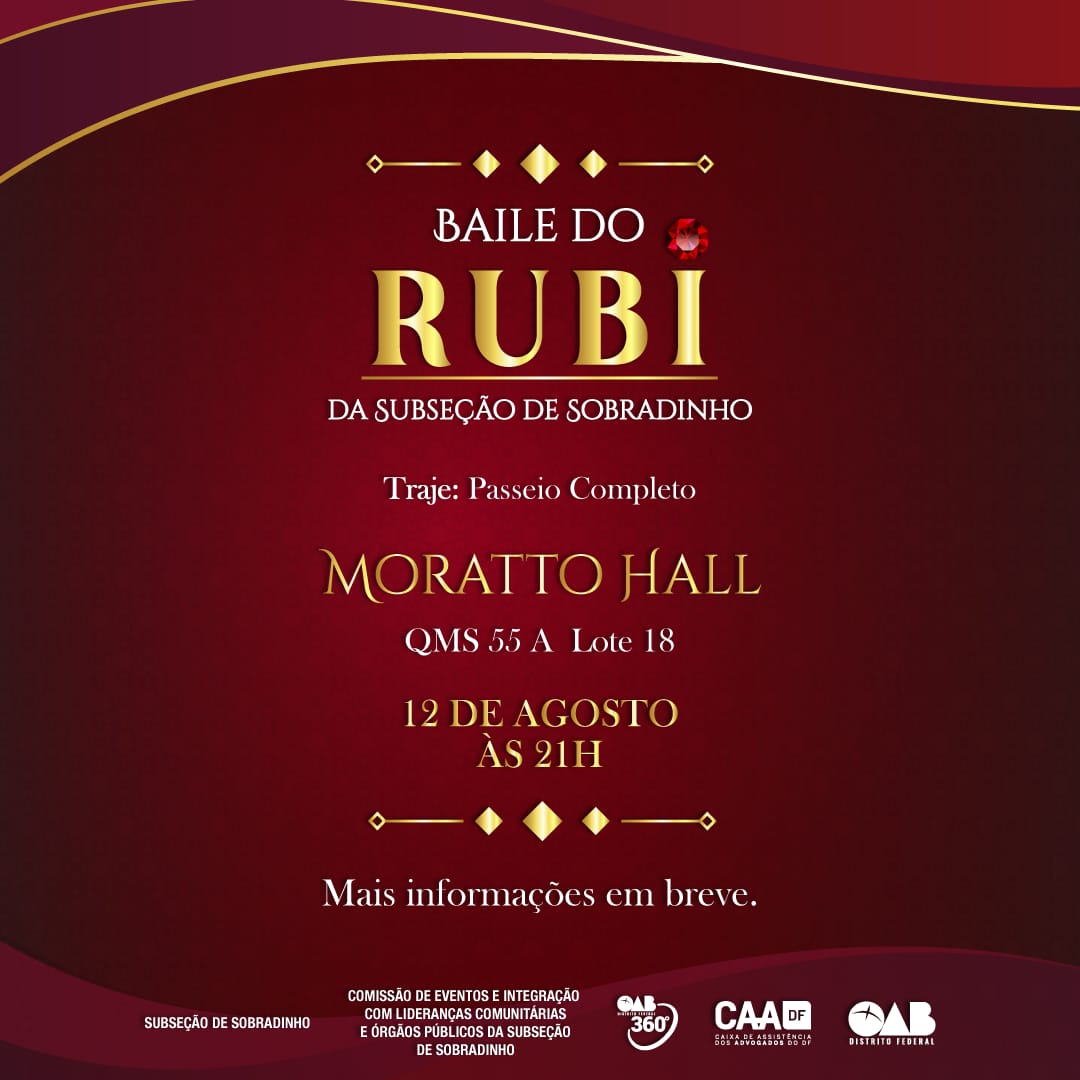 BAILE DO
RUBI
DA SUBSEÇÃO DE SOBRADINHO
Traje: Passeio Completo
MORATTO HALL
QMS 55 A Lote 18
12 DE AGOSTO
ÀS 21H
Mais informações em breve.
SUBSEÇÃO DE SOBRADINHO
COMISSÃO DE EVENTOS E INTEGRAÇÃO
COM LIDERANÇAS COMUNITÁRIAS
E ÓRGÃOS PÚBLICOS DA SUBSEÇÃO
DE SOBRADINHO
OAB
DISTRITO FEDERAL
360°
CAA DF
CAIXA DE ASSISTÊNCIA
DOS ADVOGADOS DO DF
OAB
DISTRITO FEDERAL